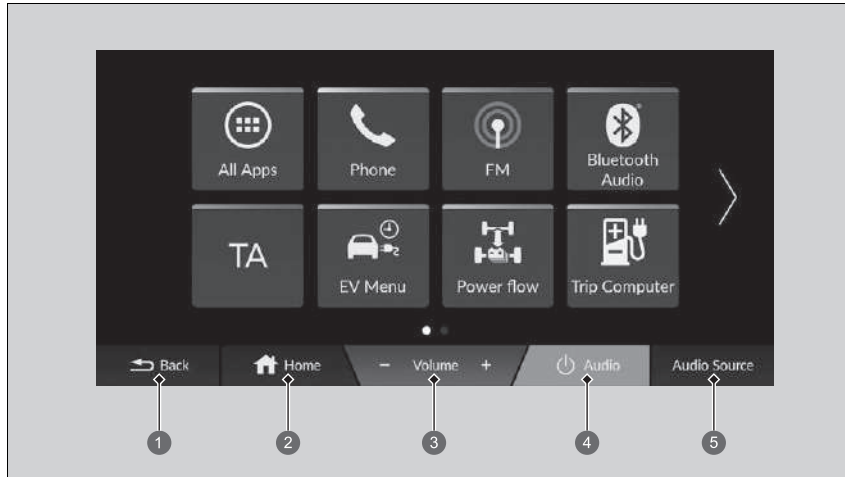 All Apps
Phone
FM
Bluetooth
Audio
TA
EV Menu
Power flow
Trip Computer
Back
Home
- Volume +
Audio
Audio Source
1
2
3
4
5